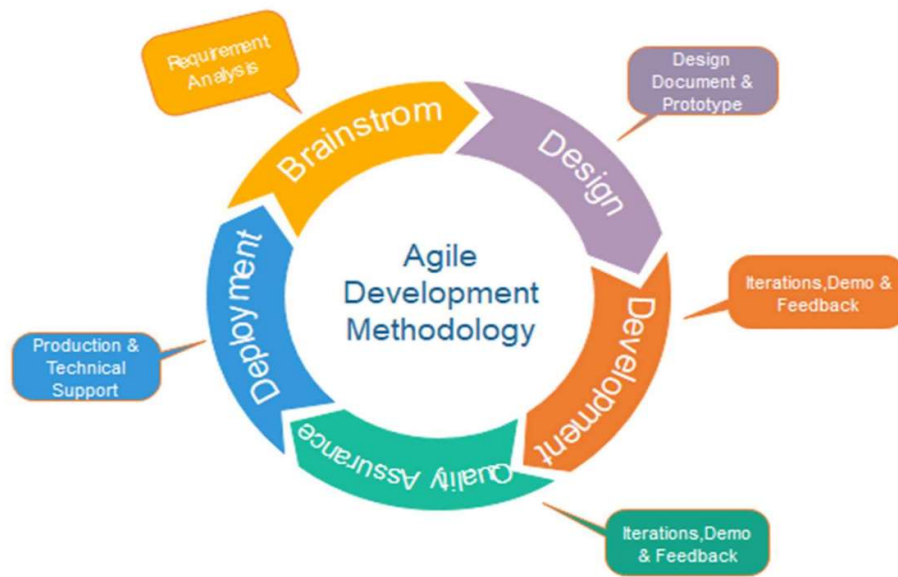 Requirement
Analysis
Brainstrom
Design
Document &
Prototype
Design
Iterations,Demo &
Feedback
Development
Iterations,Demo
& Feedback
Quality Assurance
Production &
Technical
Support
Deployment
Agile
Development
Methodology